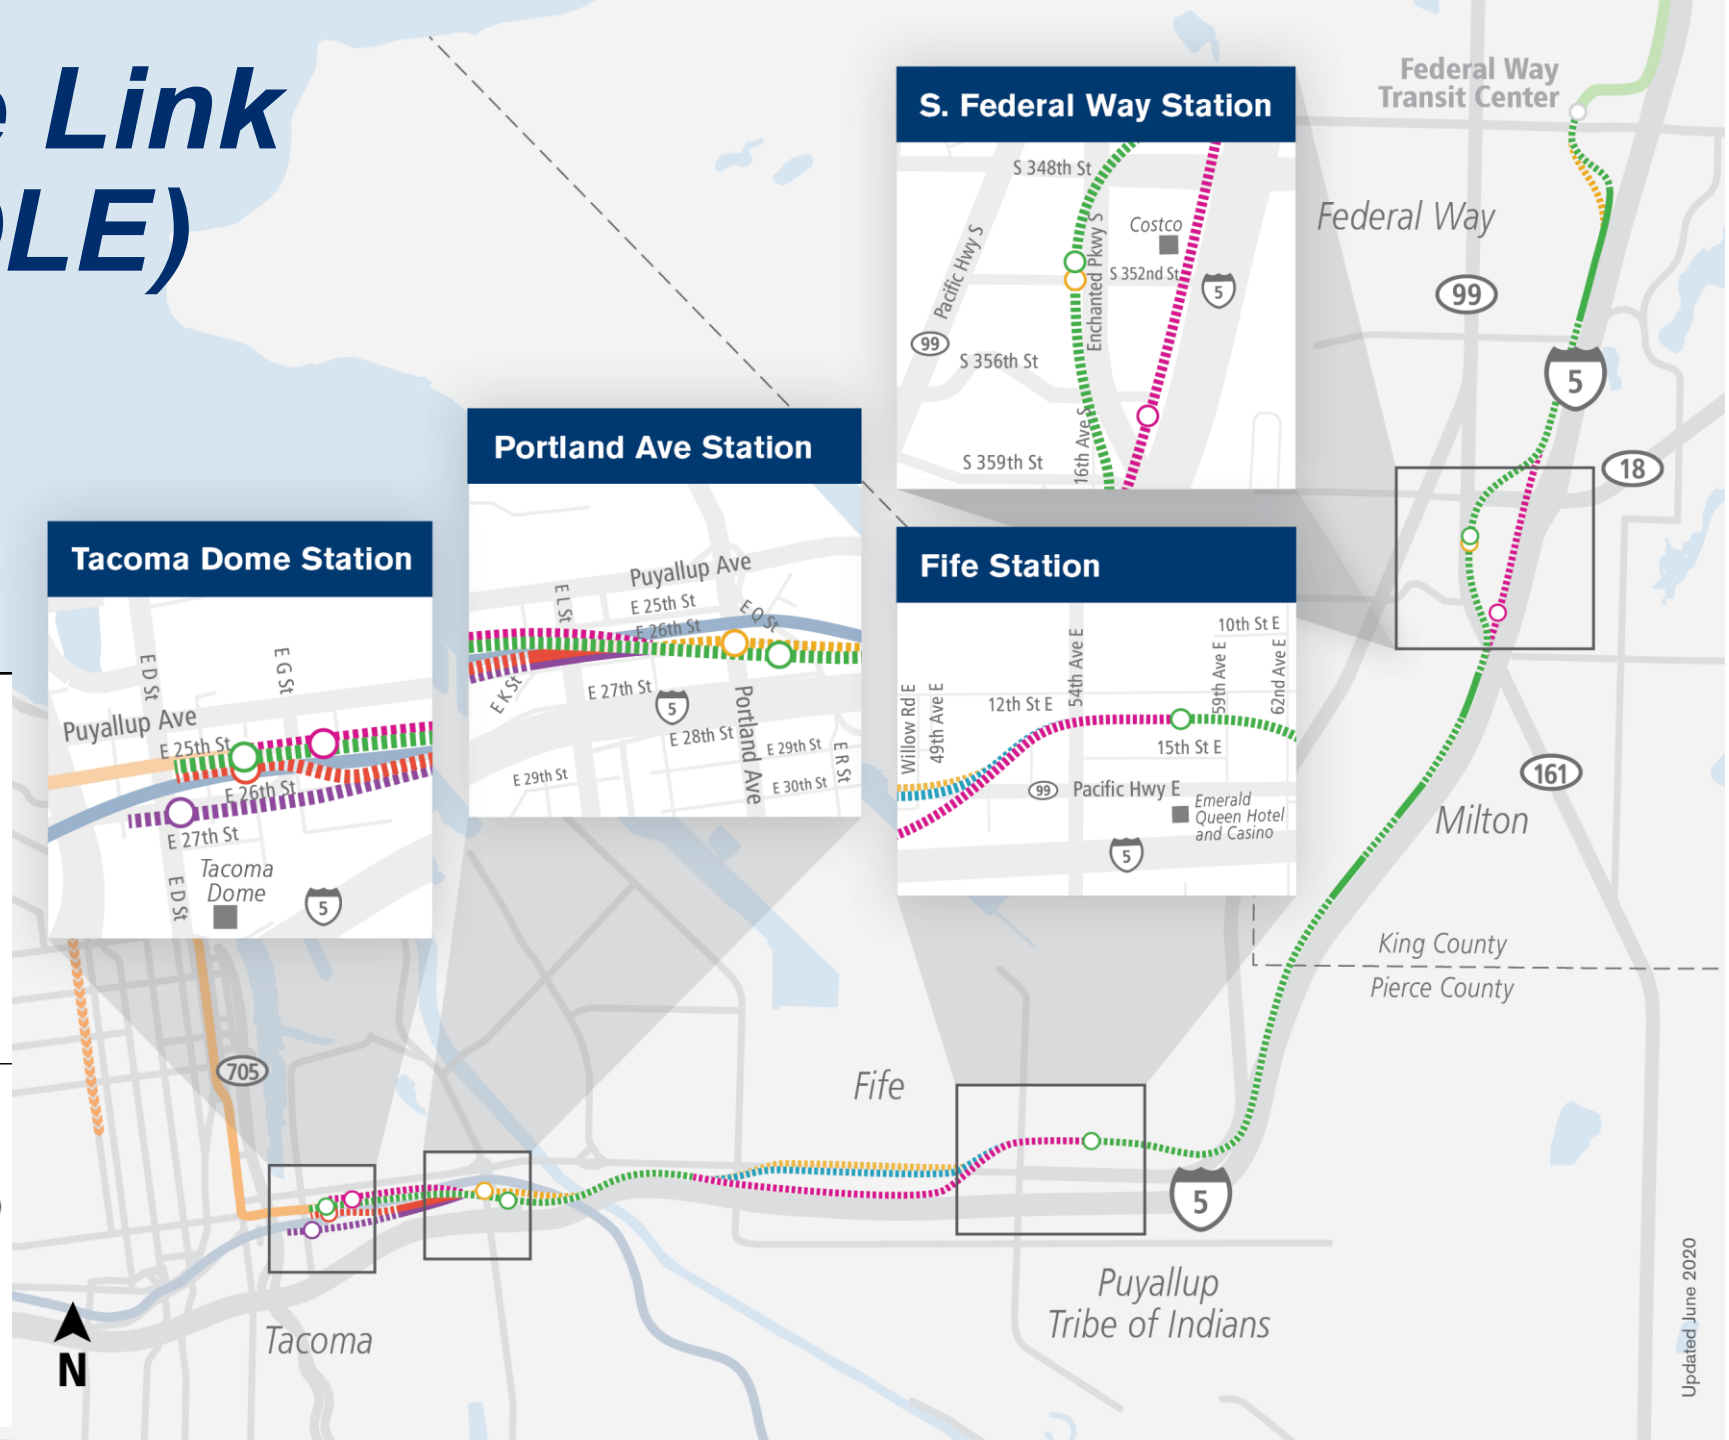 e Link
LE)
S. Federal Way Station
S 348th St
Pacific Hwy S
Enchanted Pkwy S
Costco
S 352nd St
5
99
S 356th St
16th Ave S
S 359th St
Federal Way
Transit Center
Federal Way
99
5
18
Portland Ave Station
Puyallup Ave
E L St
E 25th St
E Q St
E 26th St
E K St
E 27th St
5
E 28th St
Portland Ave
E 29th St
E R St
E 29th St
E 30th St
Tacoma Dome Station
E D St
E G St
Puyallup Ave
E 25th St
E 26th St
E 27th St
Tacoma
Dome
E D St
5
Fife Station
10th St E
54th Ave E
59th Ave E
62nd Ave E
Willow Rd E
49th Ave E
12th St E
15th St E
99
Pacific Hwy E
Emerald
Queen Hotel
and Casino
5
161
Milton
King County
Pierce County
705
Fife
5
Puyallup
Tribe of Indians
Tacoma
N
Updated June 2020